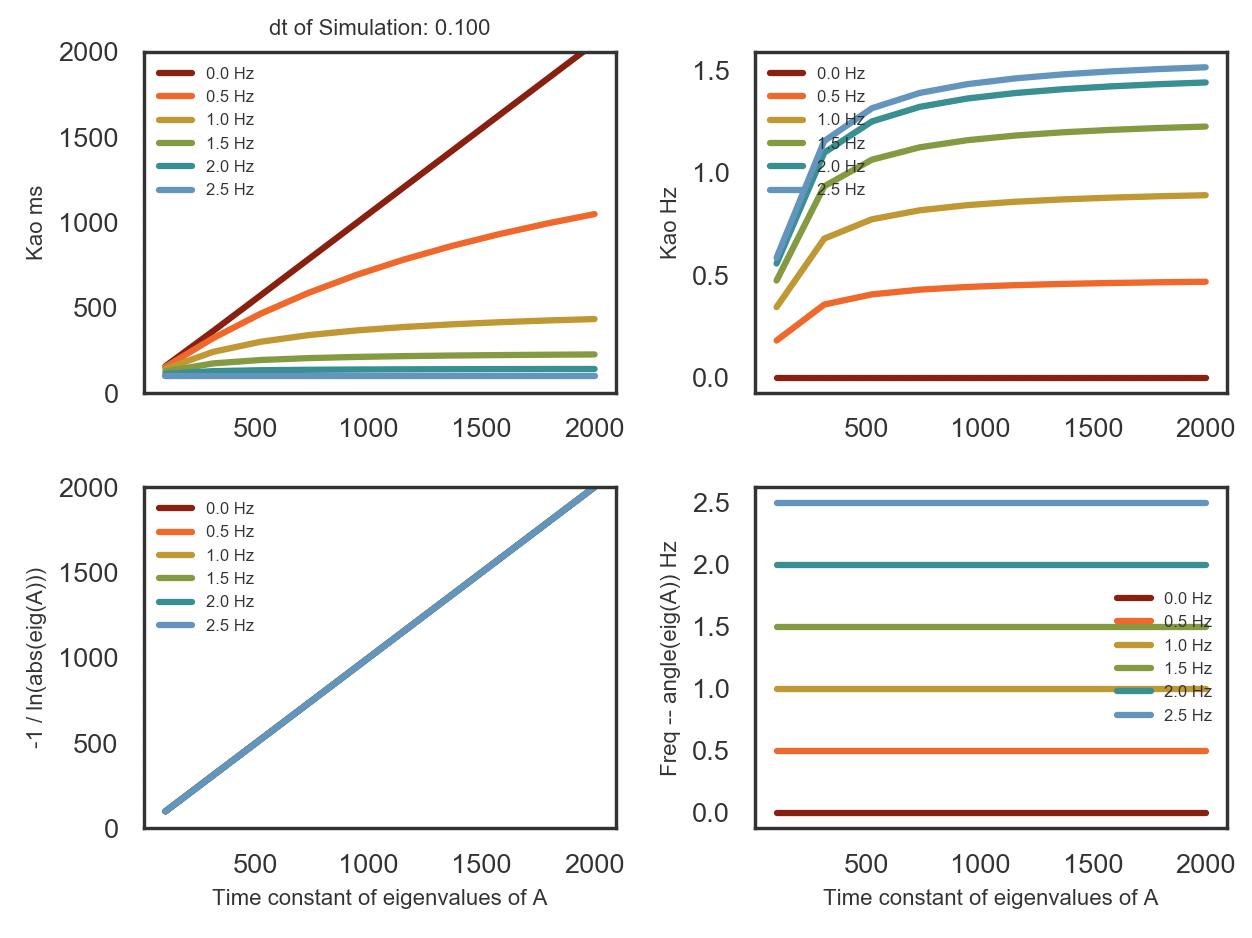 dt of Simulation: 0.100
Kao ms
2000
1500
1000
500
0
0.0 Hz
0.5 Hz
1.0 Hz
1.5 Hz
2.0 Hz
2.5 Hz
500 1000 1500 2000
Kao Hz
1.5
1.0
0.5
0.0
0.0 Hz
0.5 Hz
1.0 Hz
1.5 Hz
2.0 Hz
2.5 Hz
500 1000 1500 2000
-1 / ln(abs(eig(A)))
2000
1500
1000
500
0
0.0 Hz
0.5 Hz
1.0 Hz
1.5 Hz
2.0 Hz
2.5 Hz
500 1000 1500 2000
Time constant of eigenvalues of A
Freq -- angle(eig(A)) Hz
2.5
2.0
1.5
1.0
0.5
0.0
0.0 Hz
0.5 Hz
1.0 Hz
1.5 Hz
2.0 Hz
2.5 Hz
500 1000 1500 2000
Time constant of eigenvalues of A